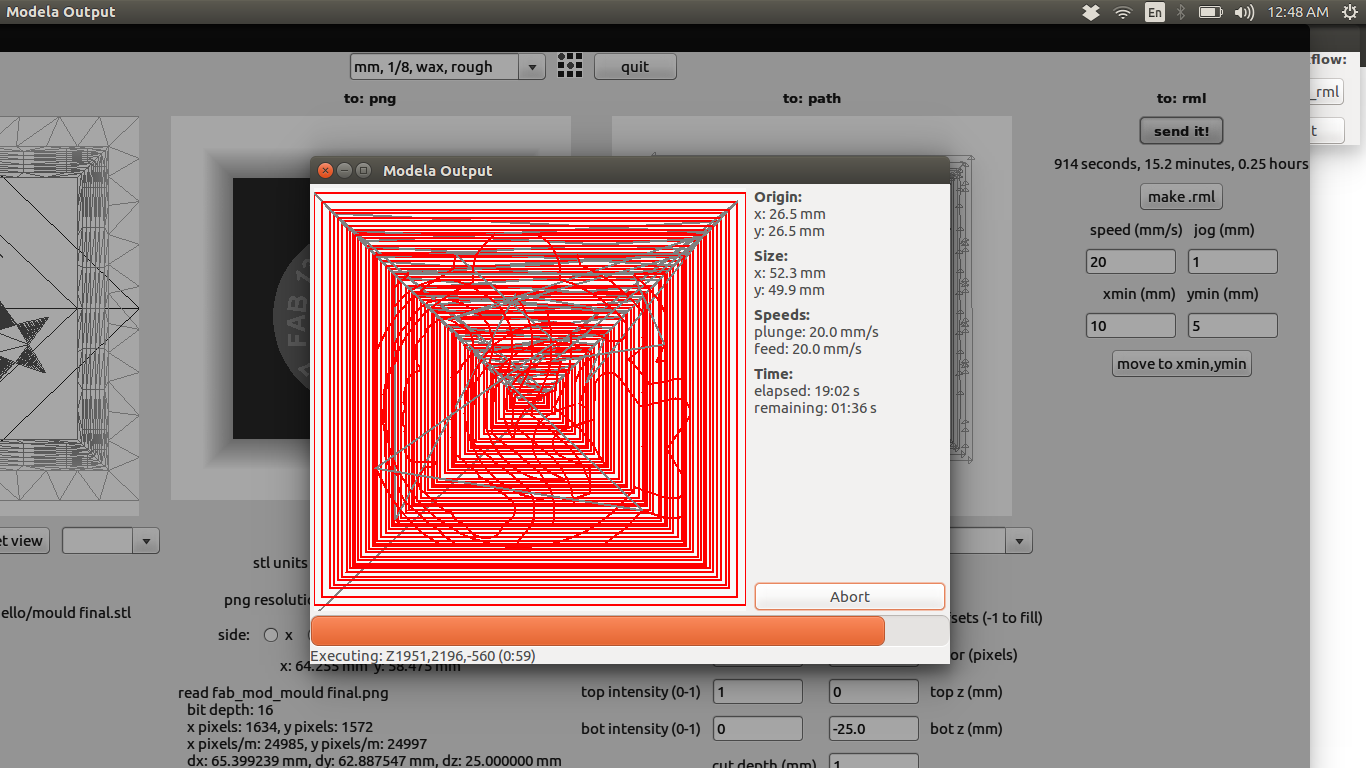 Modela Output
En
12:48 AM
mm, 1/8, wax, rough
quit
flow:
to: png
to: path
to: rml
_rml
send it!
t
914 seconds, 15.2 minutes, 0.25 hours
make .rml
speed (mm/s) jog (mm)
20
1
xmin (mm) ymin (mm)
10
5
move to xmin,ymin
Modela Output
Origin:
x: 26.5 mm
y: 26.5 mm
Size:
x: 52.3 mm
y: 49.9 mm
Speeds:
plunge: 20.0 mm/s
feed: 20.0 mm/s
Time:
elapsed: 19:02 s
remaining: 01:36 s
Abort
Executing: Z1951,2196,-560 (0:59)
FAB 12
et view
stl units
ello/mould final.stl
png resolutio
side:
x
x: 64.255 mm y: 58.475 mm
sets (-1 to fill)
or (pixels)
read fab_mod_mould final.png
bit depth: 16
x pixels: 1634, y pixels: 1572
x pixels/m: 24985, y pixels/m: 24997
dx: 65.399239 mm, dy: 62.887547 mm, dz: 25.000000 mm
top intensity (0-1)
1
0
top z (mm)
bot intensity (0-1)
0
-25.0
bot z (mm)
cut depth (mm)
1